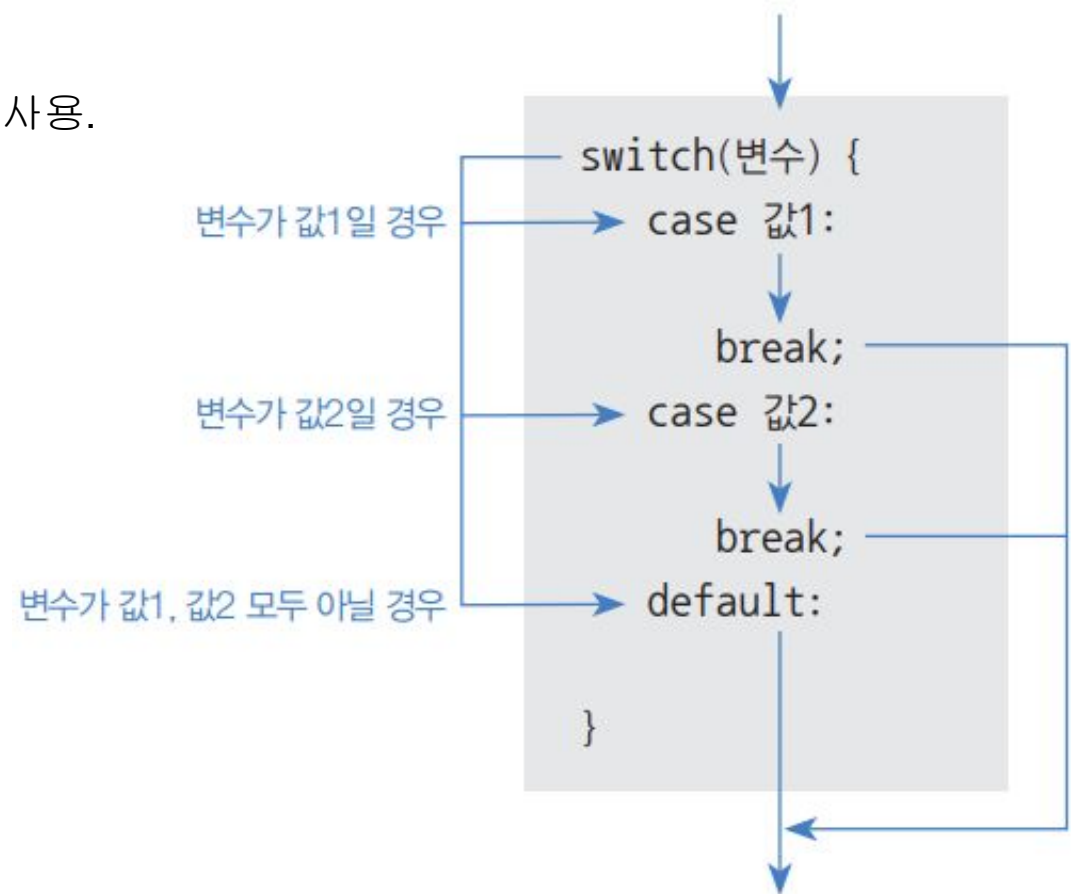 사용.
switch(변수) {
변수가 값1일 경우
case 값1:
break;
변수가 값2일 경우
case 값2:
break;
변수가 값1, 값2 모두 아닐 경우
default:
}